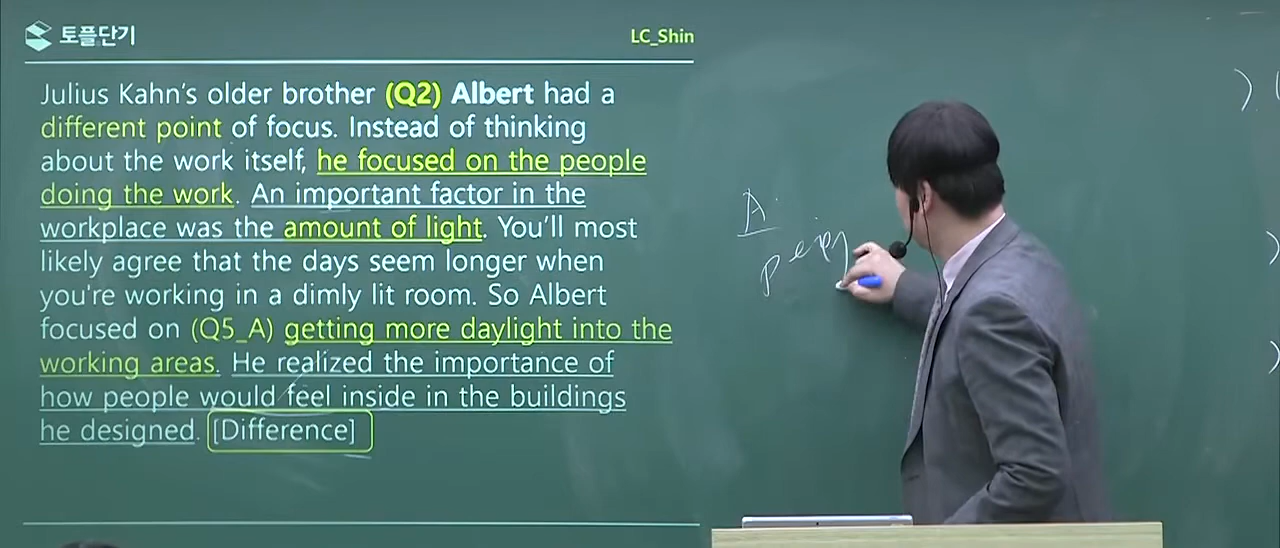 토플단기
LC_Shin
Julius Kahn's older brother (Q2) Albert had a
different point of focus. Instead of thinking
about the work itself, he focused on the people
doing the work. An important factor in the
workplace was the amount of light. You'll most
likely agree that the days seem longer when
you're working in a dimly lit room. So Albert
focused on (Q5_A) getting more daylight into the
working areas. He realized the importance of
how people would feel inside in the buildings
he designed. [Difference]
A